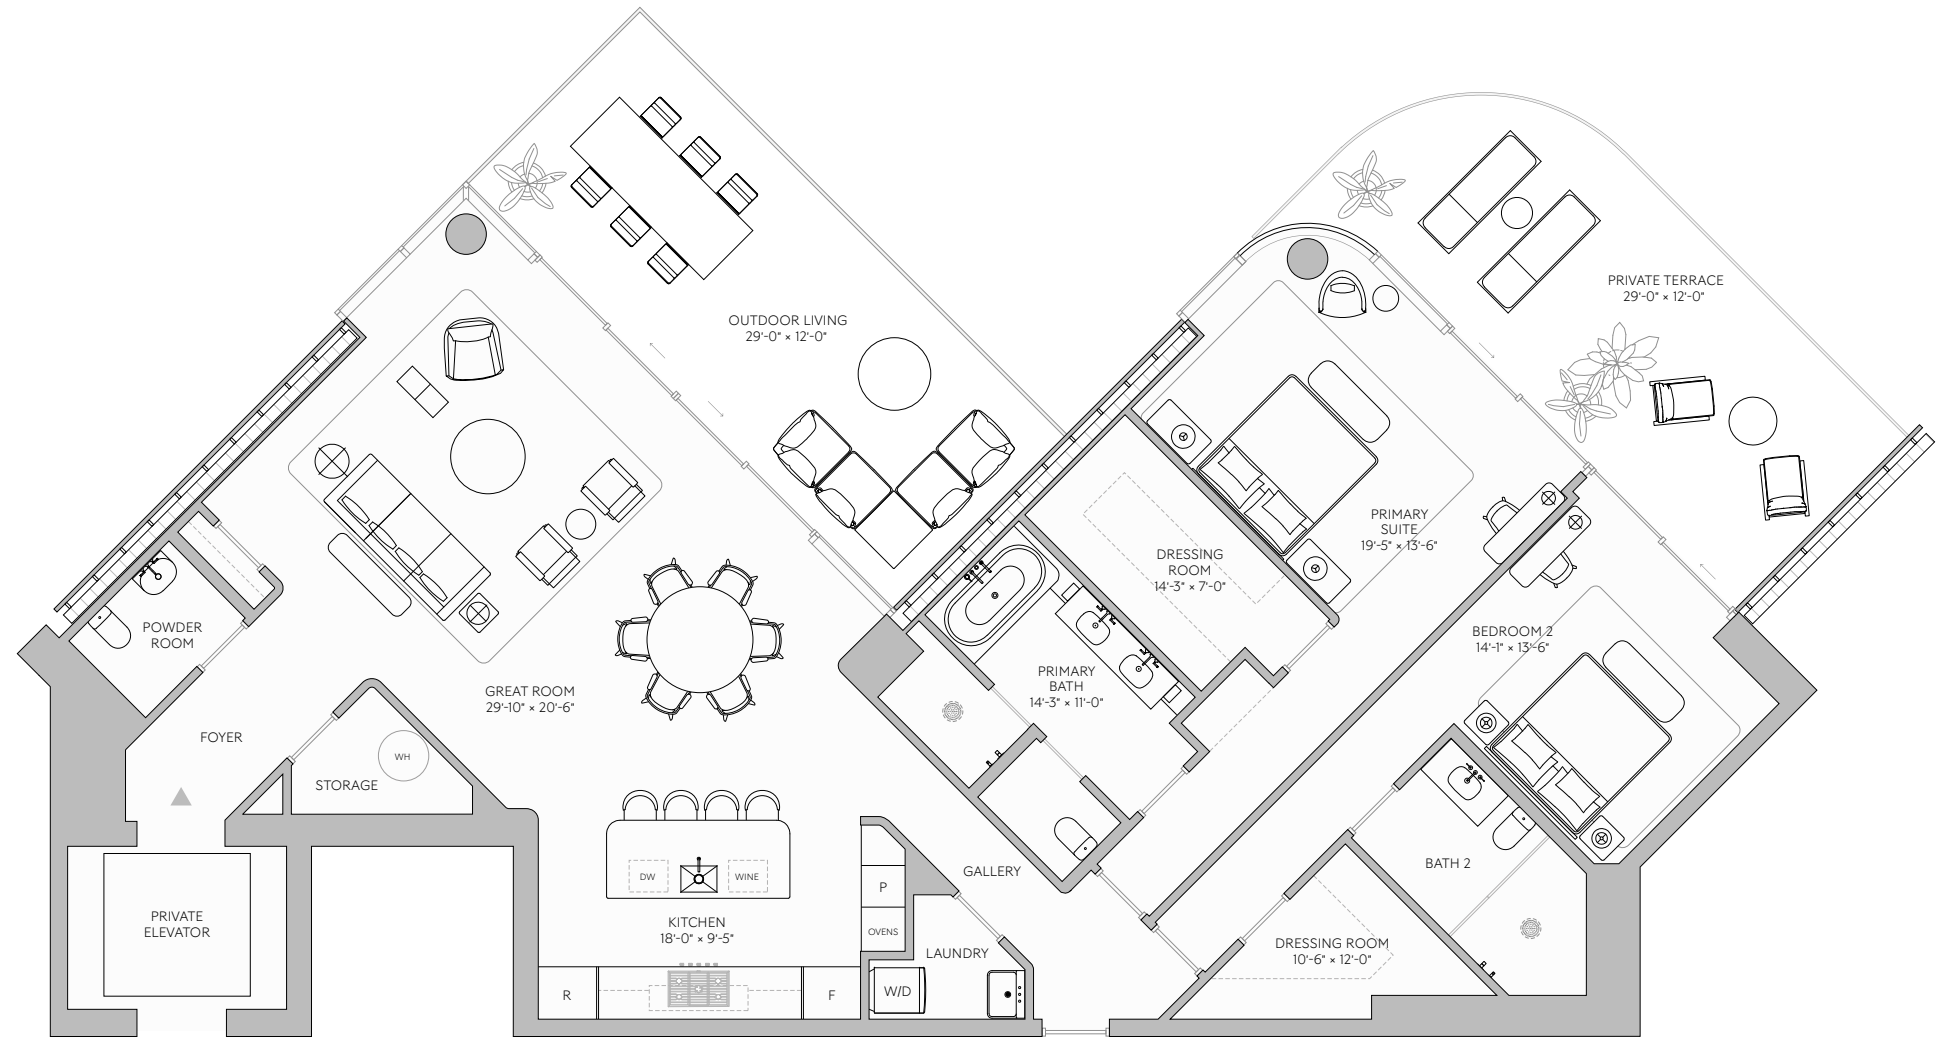 PRIVATE TERRACE
29'-0" × 12'-0"
OUTDOOR LIVING
29'-0" × 12'-0"
PRIMARY
SUITE
19'-5" × 13'-6"
DRESSING
ROOM
14'-3" × 7'-0"
POWDER
ROOM
BEDROOM 2
14'-1" × 13'-6"
PRIMARY
BATH
14'-3" × 11'-0"
GREAT ROOM
29'-10" × 20'-6"
FOYER
WH
STORAGE
BATH 2
GALLERY
DW
WINE
P
PRIVATE
ELEVATOR
KITCHEN
18'-0" × 9'-5"
OVENS
LAUNDRY
DRESSING ROOM
10'-6" × 12'-0"
R
F
W/D